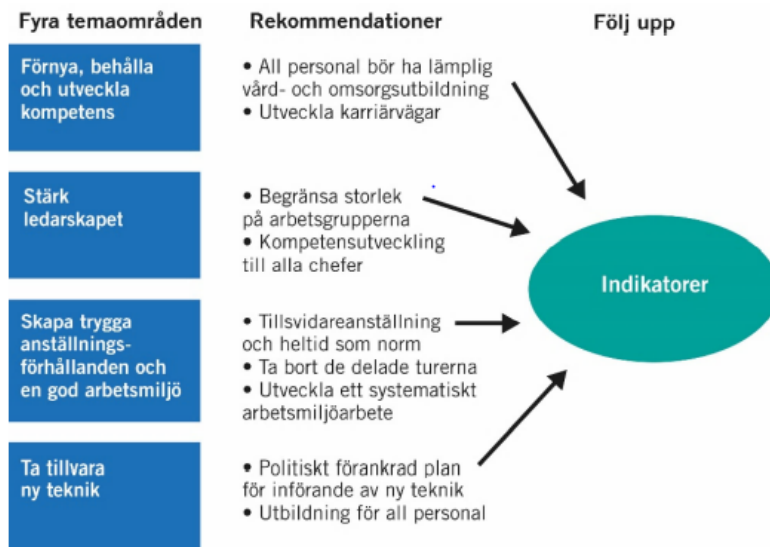 Fyra temaområden
Rekommendationer
Följ upp
Förnya, behålla
och utveckla
kompetens
• All personal bör ha lämplig
vård- och omsorgsutbildning
• Utveckla karriärvägar
Stärk
ledarskapet
• Begränsa storlek
på arbetsgrupperna
• Kompetensutveckling
till alla chefer
Skapa trygga
anställnings-
förhållanden och
en god arbetsmiljö
• Tillsvidareanställning
och heltid som norm
• Ta bort de delade turerna
• Utveckla ett systematiskt
arbetsmiljöarbete
Ta tillvara
ny teknik
• Politiskt förankrad plan
för införande av ny teknik
• Utbildning för all personal
Indikatorer